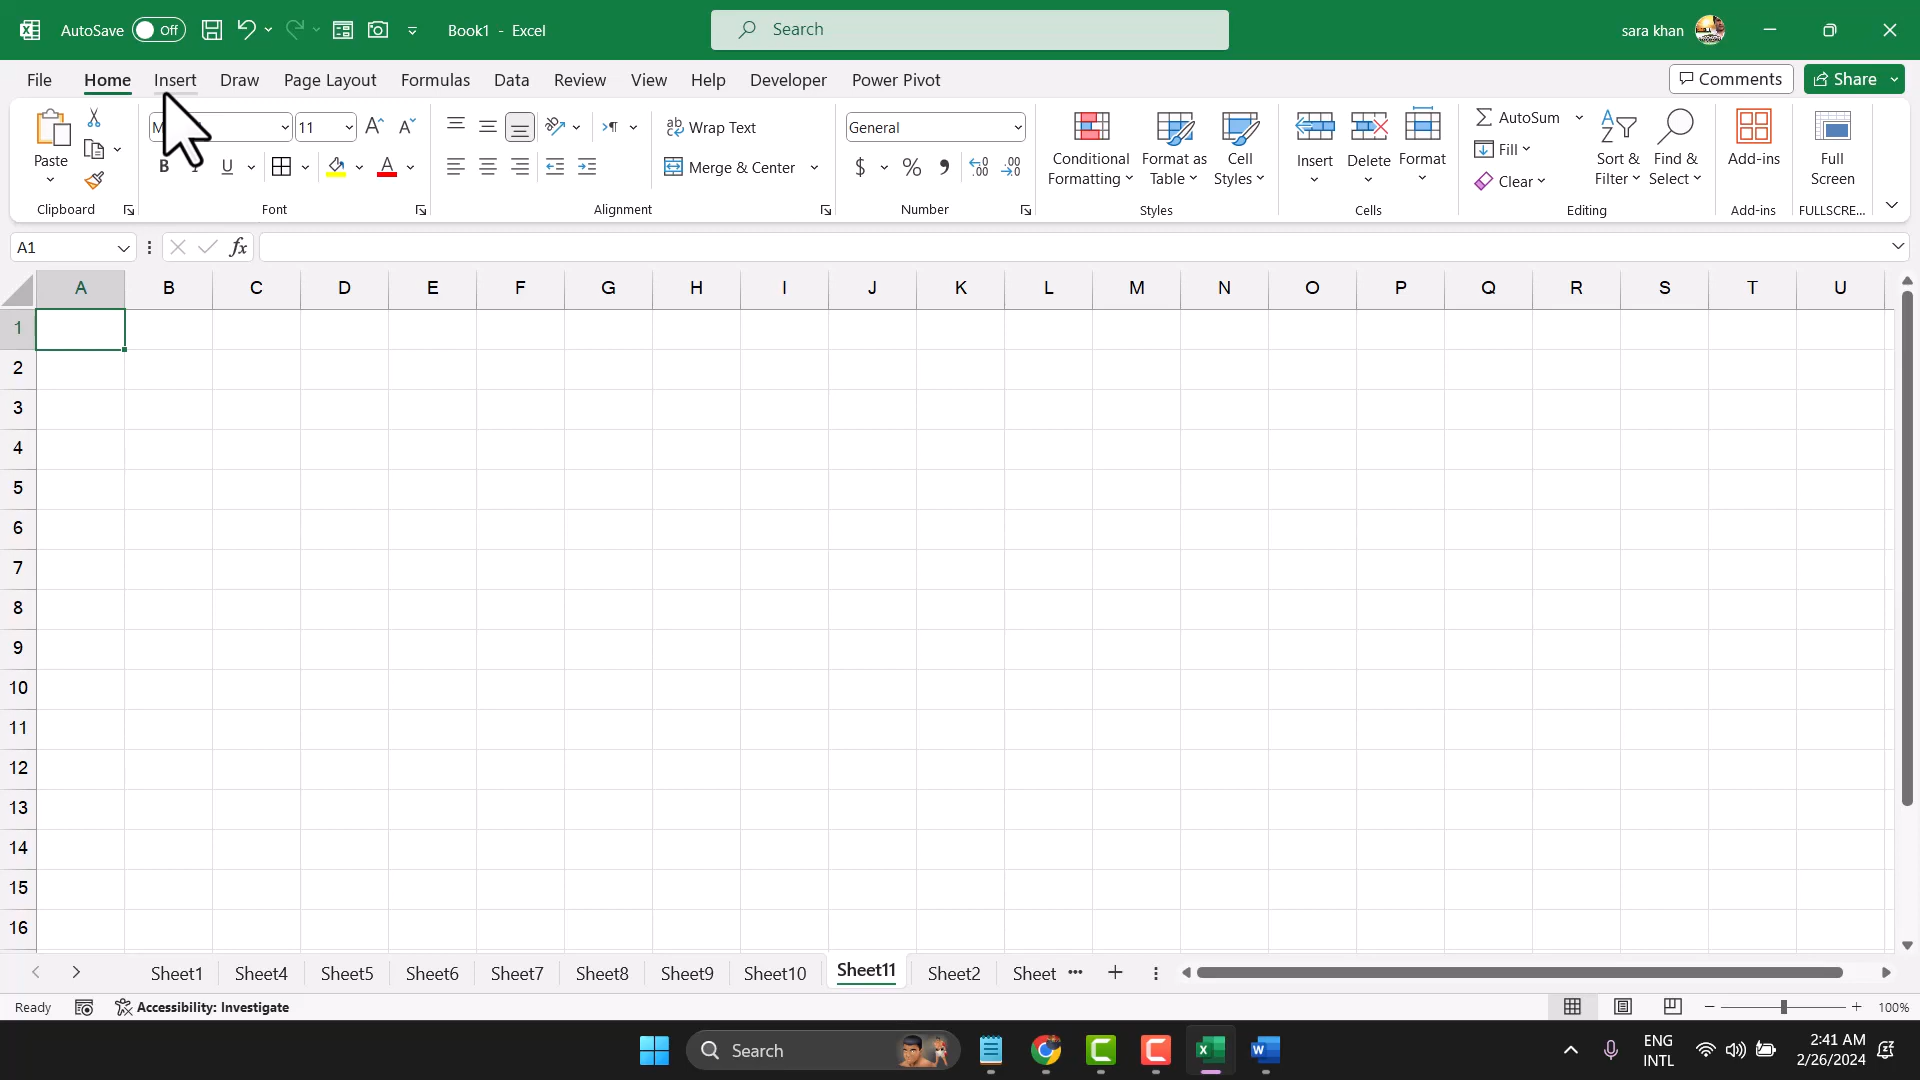 AutoSave Off Book1 - Excel Search sara khan
File Home Insert Draw Page Layout Formulas Data Review View Help Developer Power Pivot Comments Share
Paste
Clipboard
11
B U
Font
Wrap Text
Merge & Center
Alignment
General
$ % ,
Number
Conditional Formatting
Format as Table
Cell Styles
Styles
Insert Delete Format
Cells
AutoSum
Fill
Clear
Sort & Filter
Find & Select
Editing
Add-ins
Add-ins
Full Screen
FULLSCRE...
A1 fx
A B C D E F G H I J K L M N O P Q R S T U
1
2
3
4
5
6
7
8
9
10
11
12
13
14
15
16
Sheet1 Sheet4 Sheet5 Sheet6 Sheet7 Sheet8 Sheet9 Sheet10 Sheet11 Sheet2 Sheet ...
Ready Accessibility: Investigate 100%
Search ENG INTL 2:41 AM 2/26/2024